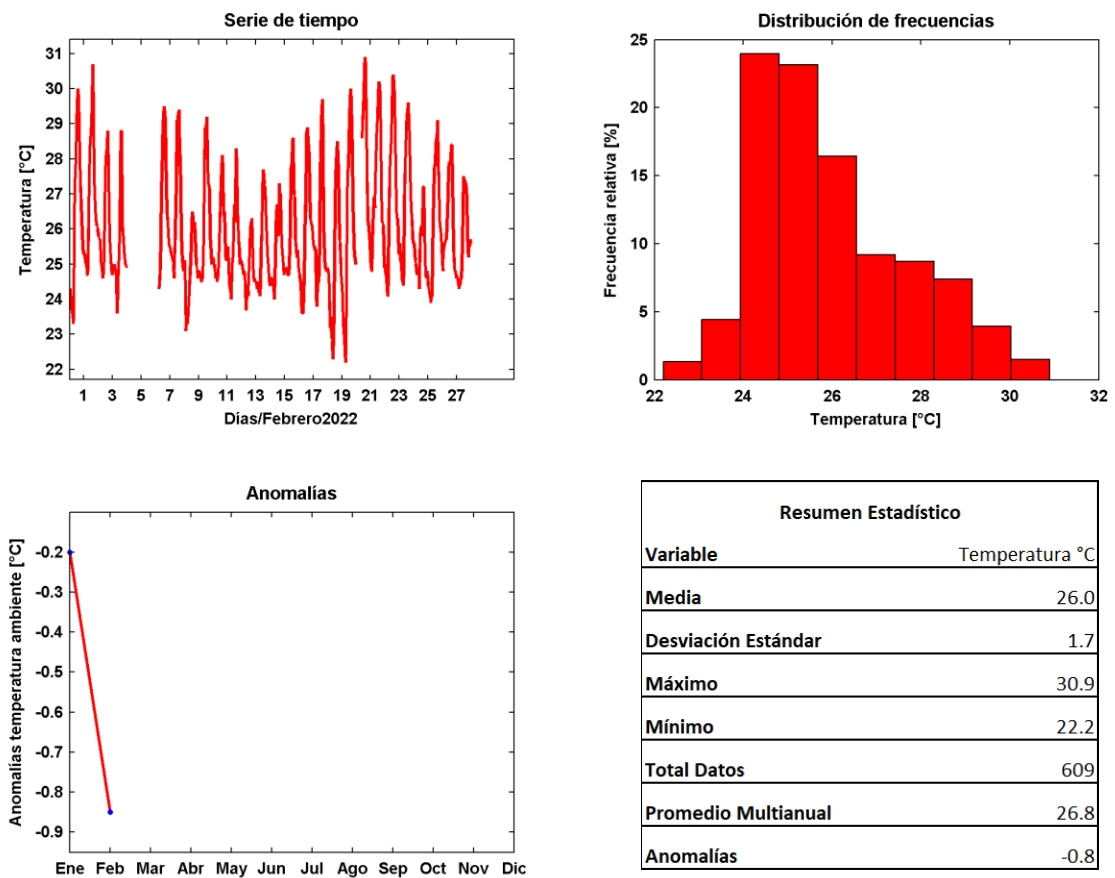 Serie de tiempo
Temperatura [°C]
31
30
29
28
27
26
25
24
23
22
1 3 5 7 9 11 13 15 17 19 21 23 25 27
Días/Febrero2022
Distribución de frecuencias
Frecuencia relativa [%]
25
20
15
10
5
0
22 24 26 28 30 32
Temperatura [°C]
Anomalías
Anomalías temperatura ambiente [°C]
-0.2
-0.3
-0.4
-0.5
-0.6
-0.7
-0.8
-0.9
Ene Feb Mar Abr May Jun Jul Ago Sep Oct Nov Dic
Resumen Estadístico
Variable Temperatura °C
Media 26.0
Desviación Estándar 1.7
Máximo 30.9
Mínimo 22.2
Total Datos 609
Promedio Multianual 26.8
Anomalías -0.8